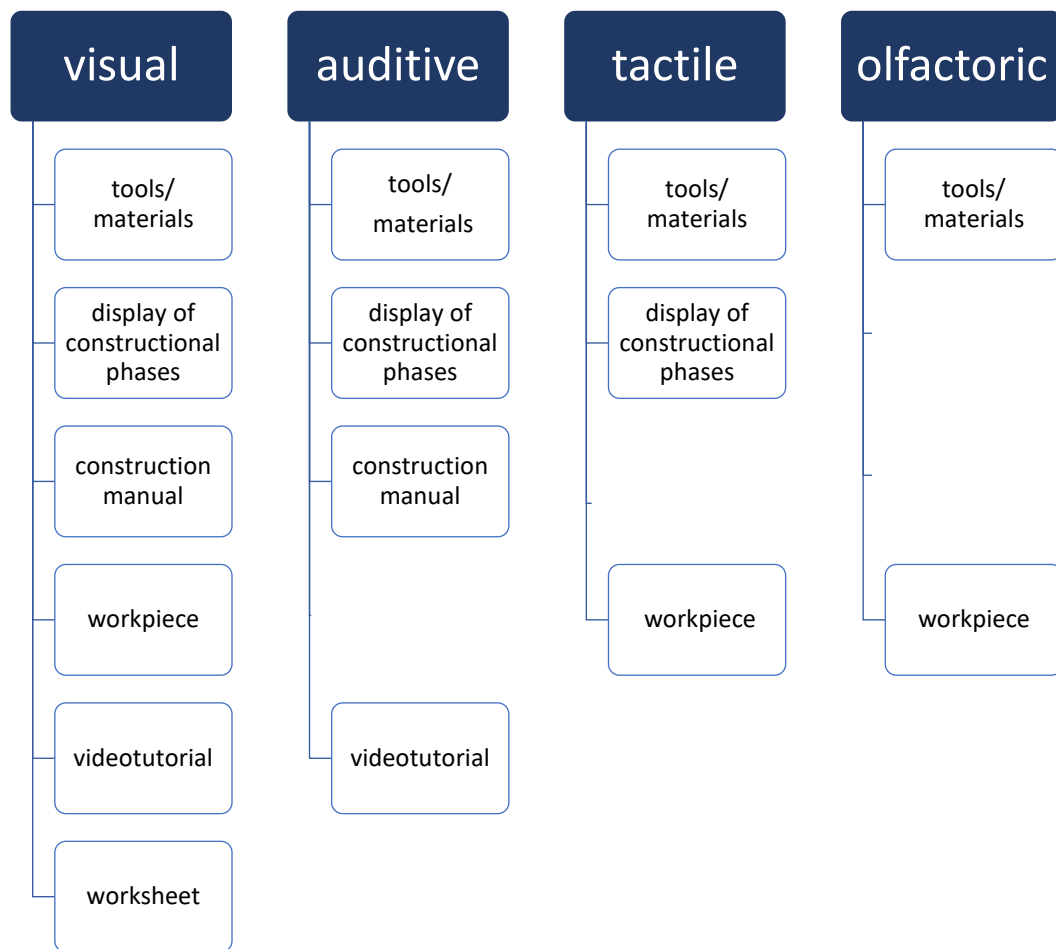 visual
tools/
materials
display of
constructional
phases
construction
manual
workpiece
videotutorial
worksheet
auditive
tools/
materials
display of
constructional
phases
construction
manual
videotutorial
tactile
tools/
materials
display of
constructional
phases
workpiece
olfactoric
tools/
materials
workpiece